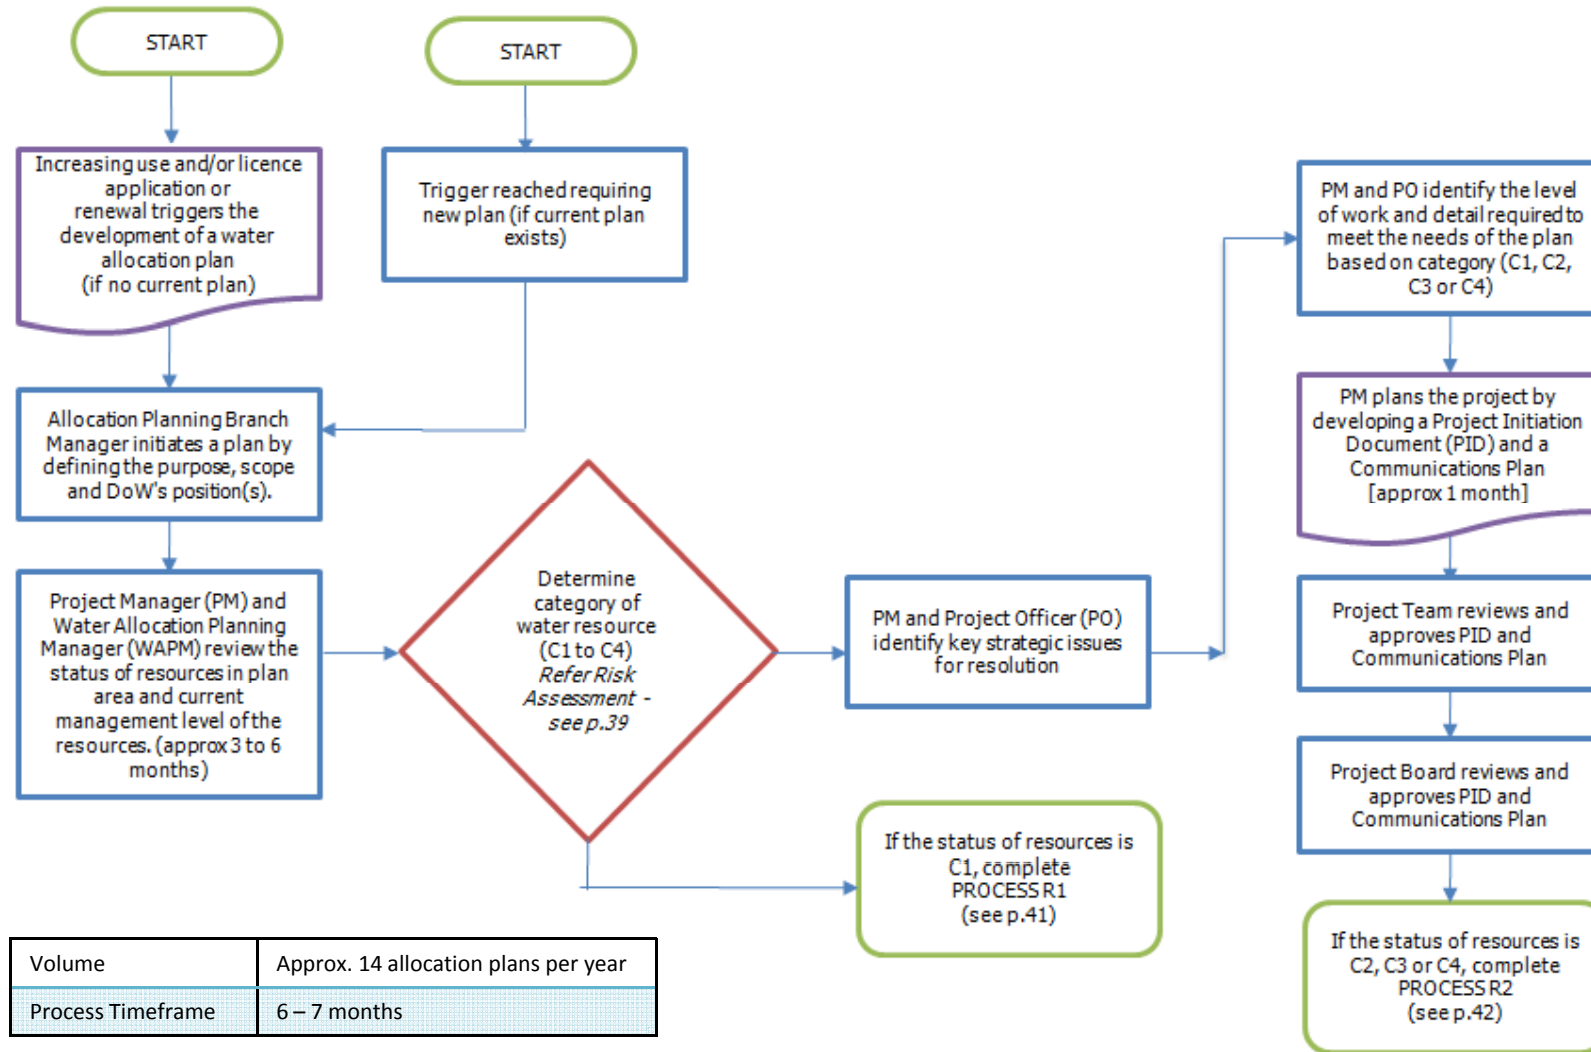 START
START
Increasing use and/or licence
application or
renewal triggers the
development of a water
allocation plan
(if no current plan)
Trigger reached requiring
new plan (if current plan
exists)
Allocation Planning Branch
Manager initiates a plan by
defining the purpose, scope
and DoW's position(s).
Project Manager (PM) and
Water Allocation Planning
Manager (WAPM) review the
status of resources in plan
area and current
management level of the
resources. (approx 3 to 6
months)
Determine
category of
water resource
(C1 to C4)
Refer Risk
Assessment -
see p.39
PM and Project Officer (PO)
identify key strategic issues
for resolution
If the status of resources is
C1, complete
PROCESS R1
(see p.41)
PM and PO identify the level
of work and detail required to
meet the needs of the plan
based on category (C1, C2,
C3 or C4)
PM plans the project by
developing a Project Initiation
Document (PID) and a
Communications Plan
[approx 1 month]
Project Team reviews and
approves PID and
Communications Plan
Project Board reviews and
approves PID and
Communications Plan
If the status of resources is
C2, C3 or C4, complete
PROCESS R2
(see p.42)
Volume Approx. 14 allocation plans per year
Process Timeframe 6 – 7 months